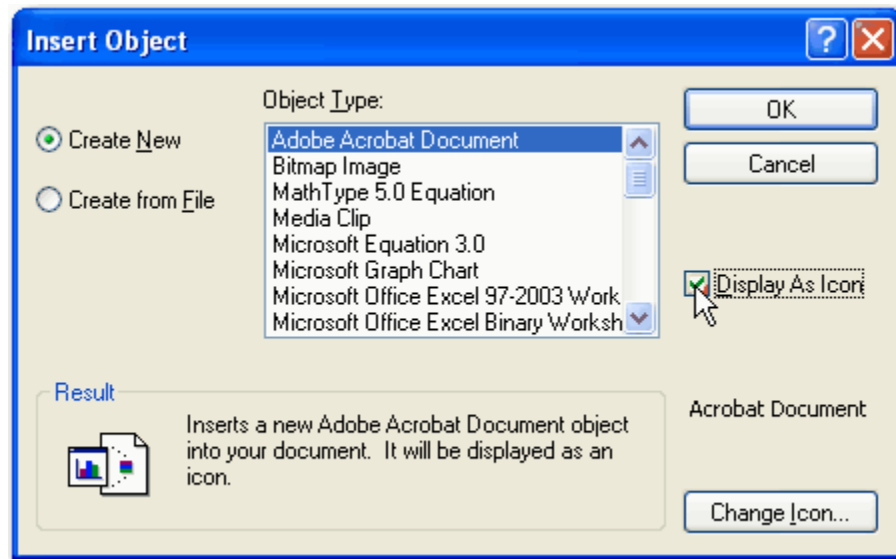 Insert Object
Object Type:
Create New
Create from File
Adobe Acrobat Document
Bitmap Image
MathType 5.0 Equation
Media Clip
Microsoft Equation 3.0
Microsoft Graph Chart
Microsoft Office Excel 97-2003 Work
Microsoft Office Excel Binary Worksh
OK
Cancel
Display As Icon
Result
Inserts a new Adobe Acrobat Document object
into your document. It will be displayed as an
icon.
Acrobat Document
Change Icon...